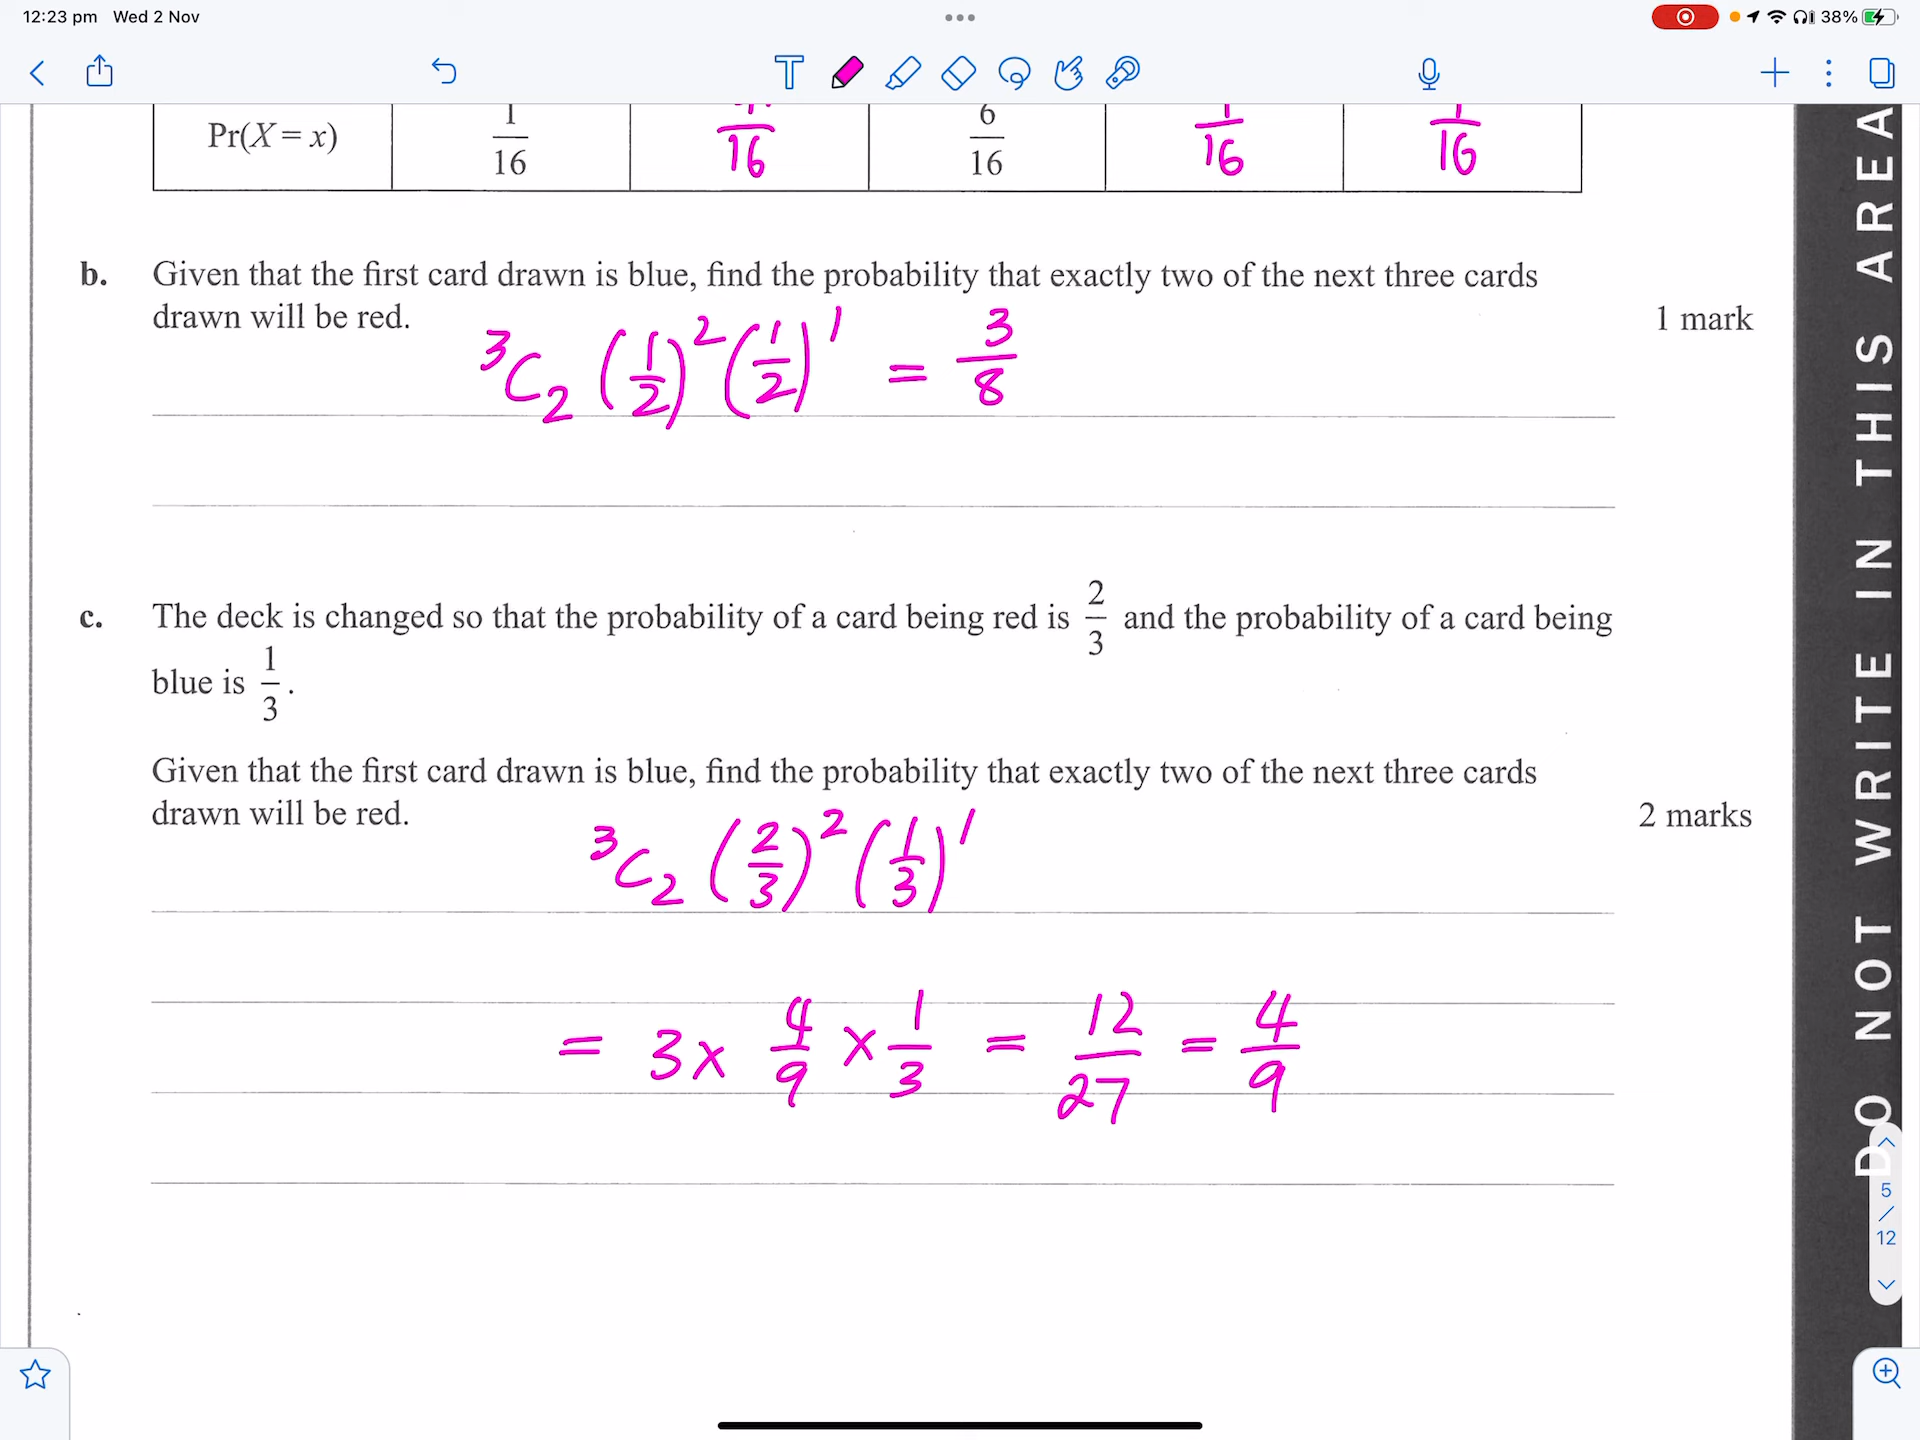 12:23 pm Wed 2 Nov
38%
Pr(X = x) 1/16 /16 6/16 1/16 1/16
b. Given that the first card drawn is blue, find the probability that exactly two of the next three cards
drawn will be red.
1 mark
³C₂ (1/2)² (1/2)¹ = 3/8
c. The deck is changed so that the probability of a card being red is 2/3 and the probability of a card being
blue is 1/3.
Given that the first card drawn is blue, find the probability that exactly two of the next three cards
drawn will be red.
2 marks
³C₂ (2/3)² (1/3)¹
= 3 x 4/9 x 1/3 = 12/27 = 4/9
DO NOT WRITE IN THIS AREA
5
/
12